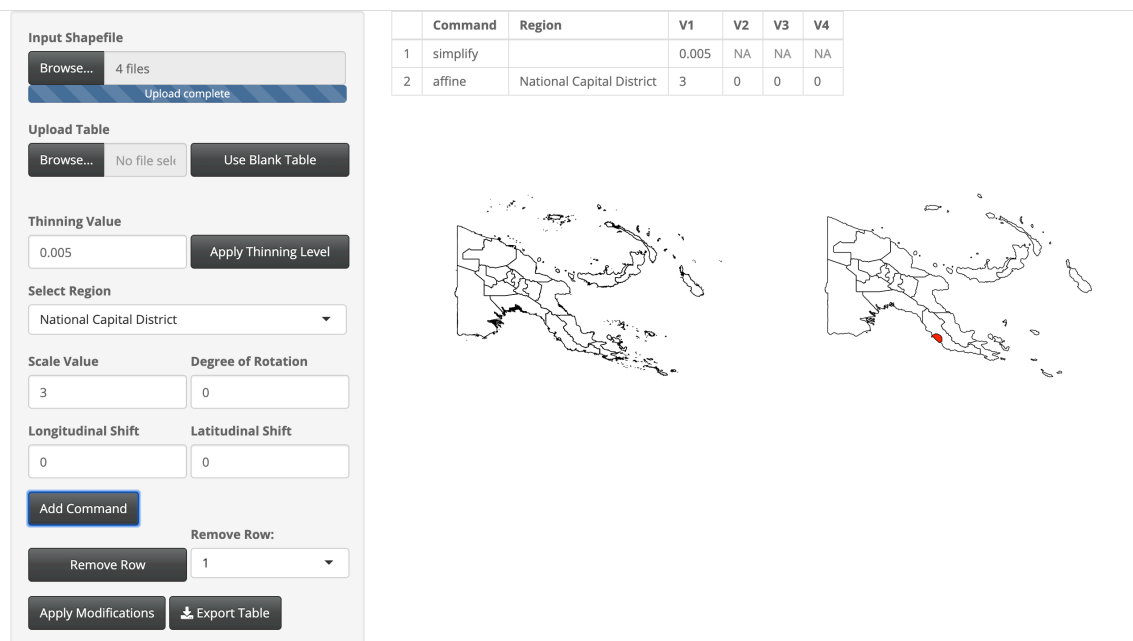 Input Shapefile
Browse... 4 files
Upload complete
Upload Table
Browse... No file sele Use Blank Table
Thinning Value
0.005 Apply Thinning Level
Select Region
National Capital District
Scale Value Degree of Rotation
3 0
Longitudinal Shift Latitudinal Shift
0 0
Add Command
Remove Row:
Remove Row 1
Apply Modifications Export Table
Command Region V1 V2 V3 V4
1 simplify 0.005 NA NA NA
2 affine National Capital District 3 0 0 0